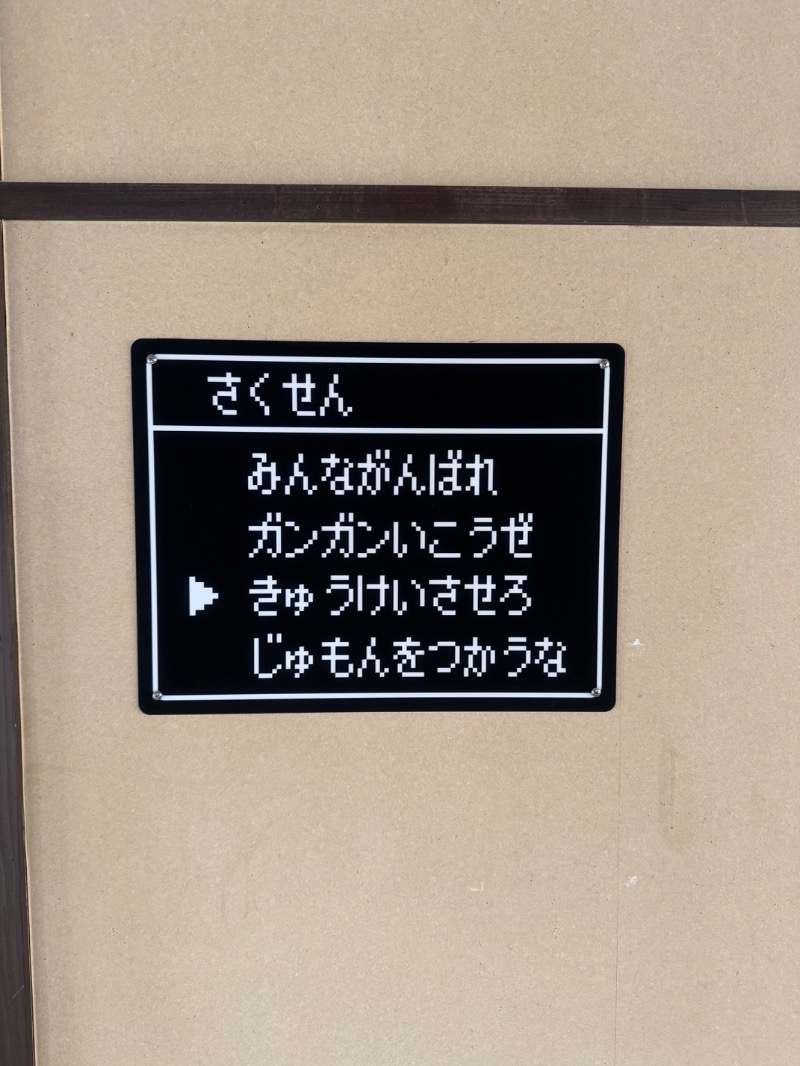 さくせん
みんながんばれ
ガンガンいこうぜ
▶きゅうけいさせろ
じゅもんをつかうな